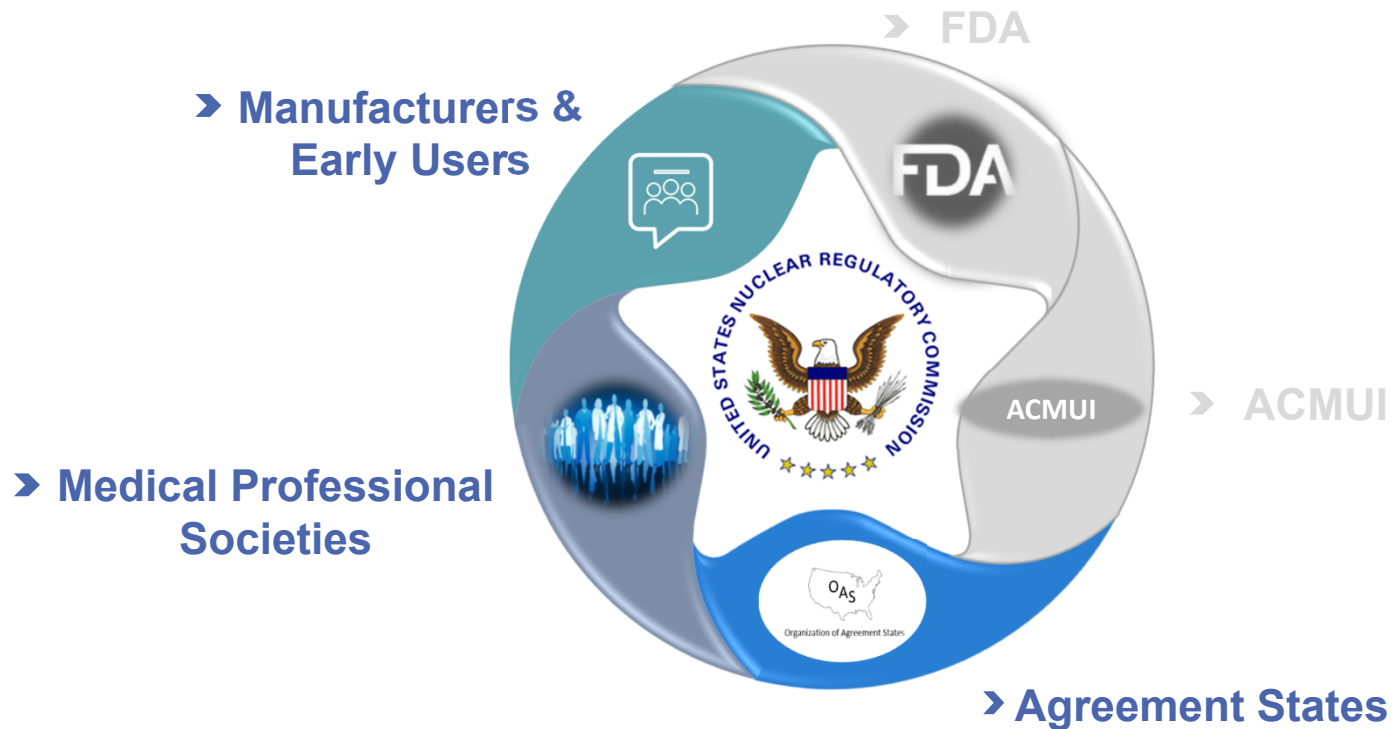 FDA
Manufacturers &
Early Users
FDA
UNITED STATES NUCLEAR REGULATORY COMMISSION
ACMUI
ACMUI
Medical Professional
Societies
OAS
Organization of Agreement States
Agreement States